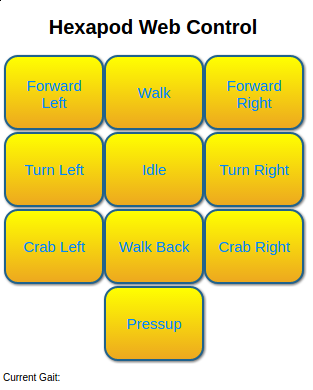 Hexapod Web Control
Forward
Left
Walk
Forward
Right
Turn Left
Idle
Turn Right
Crab Left
Walk Back
Crab Right
Pressup
Current Gait: